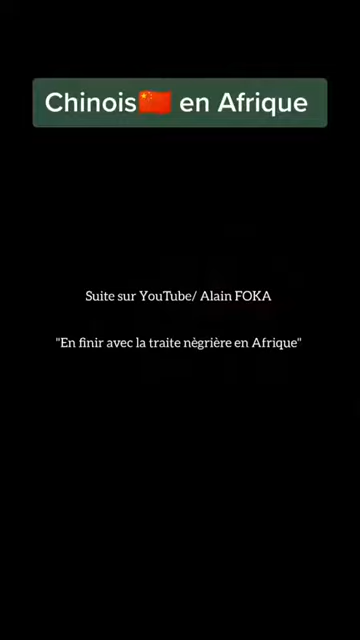 Chinois🇨🇳 en Afrique
Suite sur YouTube/ Alain FOKA
"En finir avec la traite nègrière en Afrique"